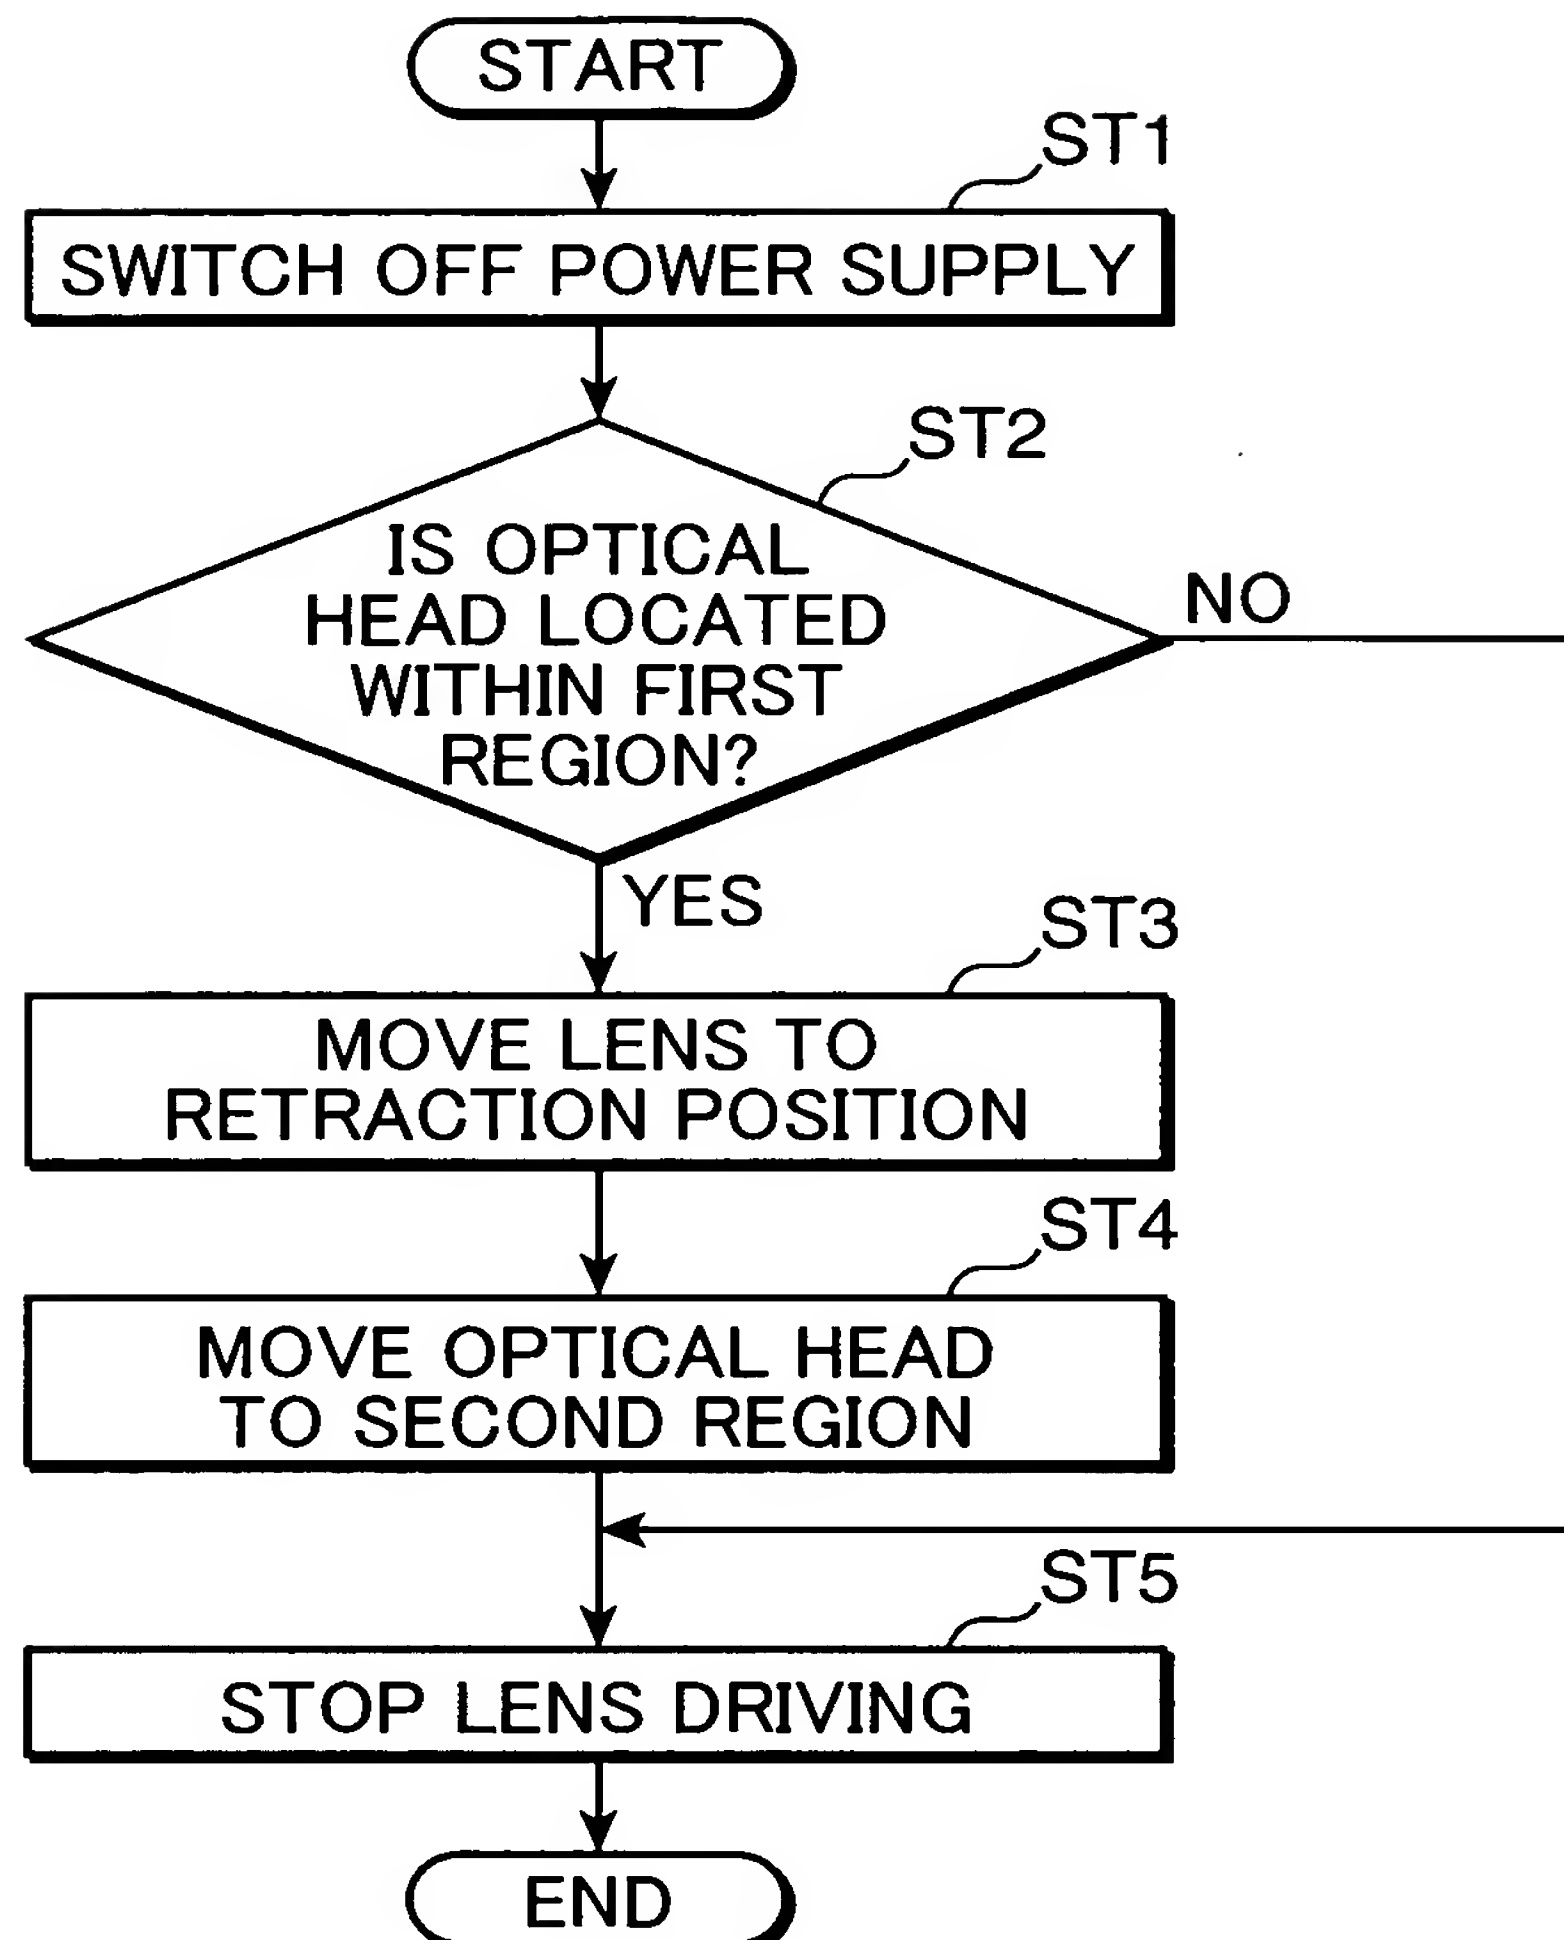 START
ST1
SWITCH OFF POWER SUPPLY
ST2
IS OPTICAL
HEAD LOCATED
WITHIN FIRST
REGION?
NO
YES
ST3
MOVE LENS TO
RETRACTION POSITION
ST4
MOVE OPTICAL HEAD
TO SECOND REGION
ST5
STOP LENS DRIVING
END